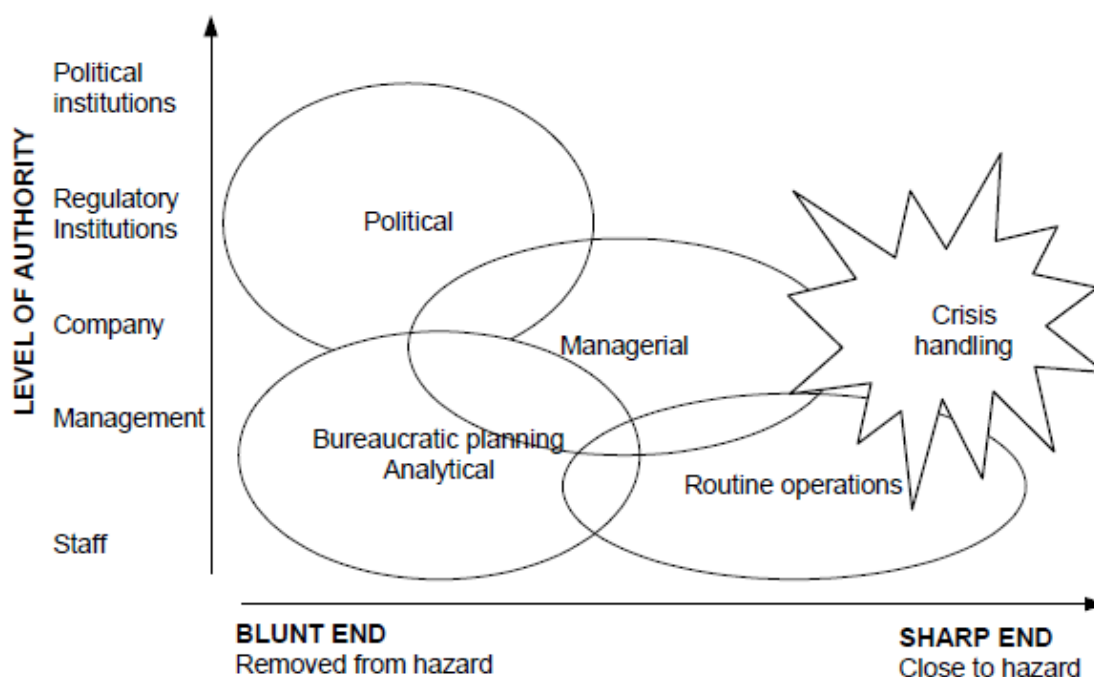 LEVEL OF AUTHORITY
Political
institutions
Regulatory
Institutions
Company
Management
Staff
Political
Managerial
Bureaucratic planning
Analytical
Routine operations
Crisis
handling
BLUNT END
Removed from hazard
SHARP END
Close to hazard